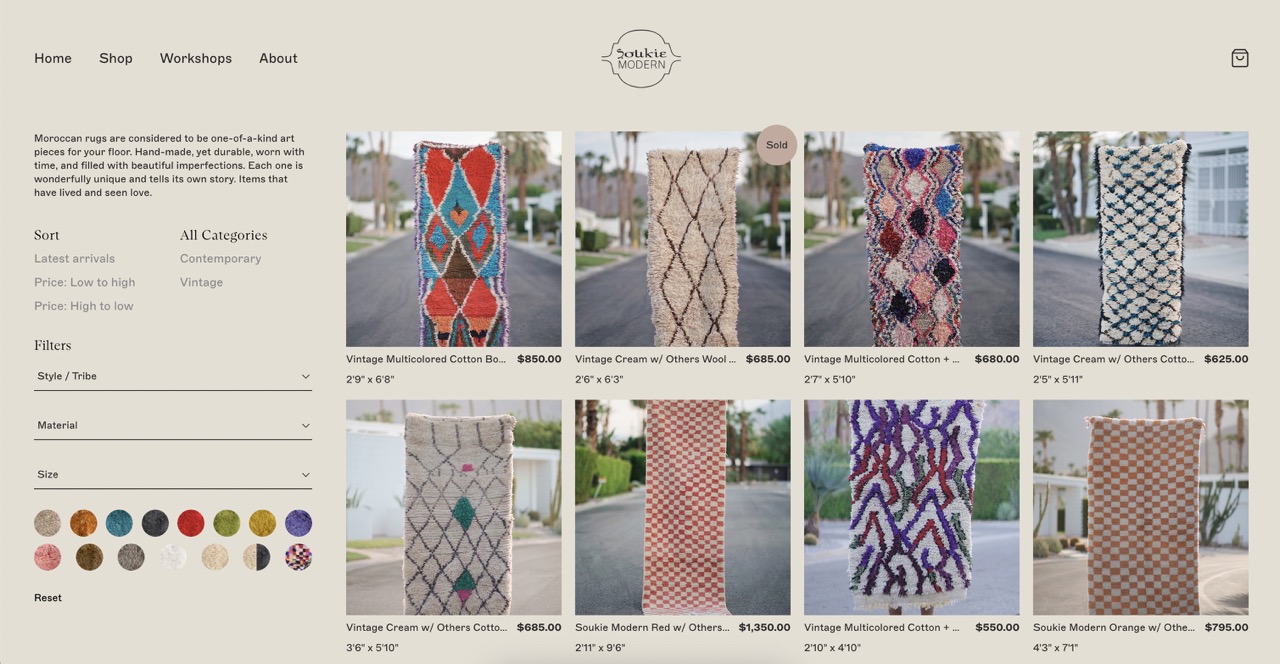 Home
Shop
Workshops
About
Soukie
MODERN
Moroccan rugs are considered to be one-of-a-kind art
pieces for your floor. Hand-made, yet durable, worn with
time, and filled with beautiful imperfections. Each one is
wonderfully unique and tells its own story. Items that
have lived and seen love.
Sort
Latest arrivals
Price: Low to high
Price: High to low
All Categories
Contemporary
Vintage
Filters
Style / Tribe
Material
Size
Reset
Sold
Vintage Multicolored Cotton Bo... $850.00
2'9" x 6'8"
Vintage Cream w/ Others Wool ... $685.00
2'6" x 6'3"
Vintage Multicolored Cotton + ... $680.00
2'7" x 5'10"
Vintage Cream w/ Others Cotto... $625.00
2'5" x 5'11"
Vintage Cream w/ Others Cotto... $685.00
3'6" x 5'10"
Soukie Modern Red w/ Others... $1,350.00
2'11" x 9'6"
Vintage Multicolored Cotton + ... $550.00
2'10" x 4'10"
Soukie Modern Orange w/ Othe... $795.00
4'3" x 7'1"